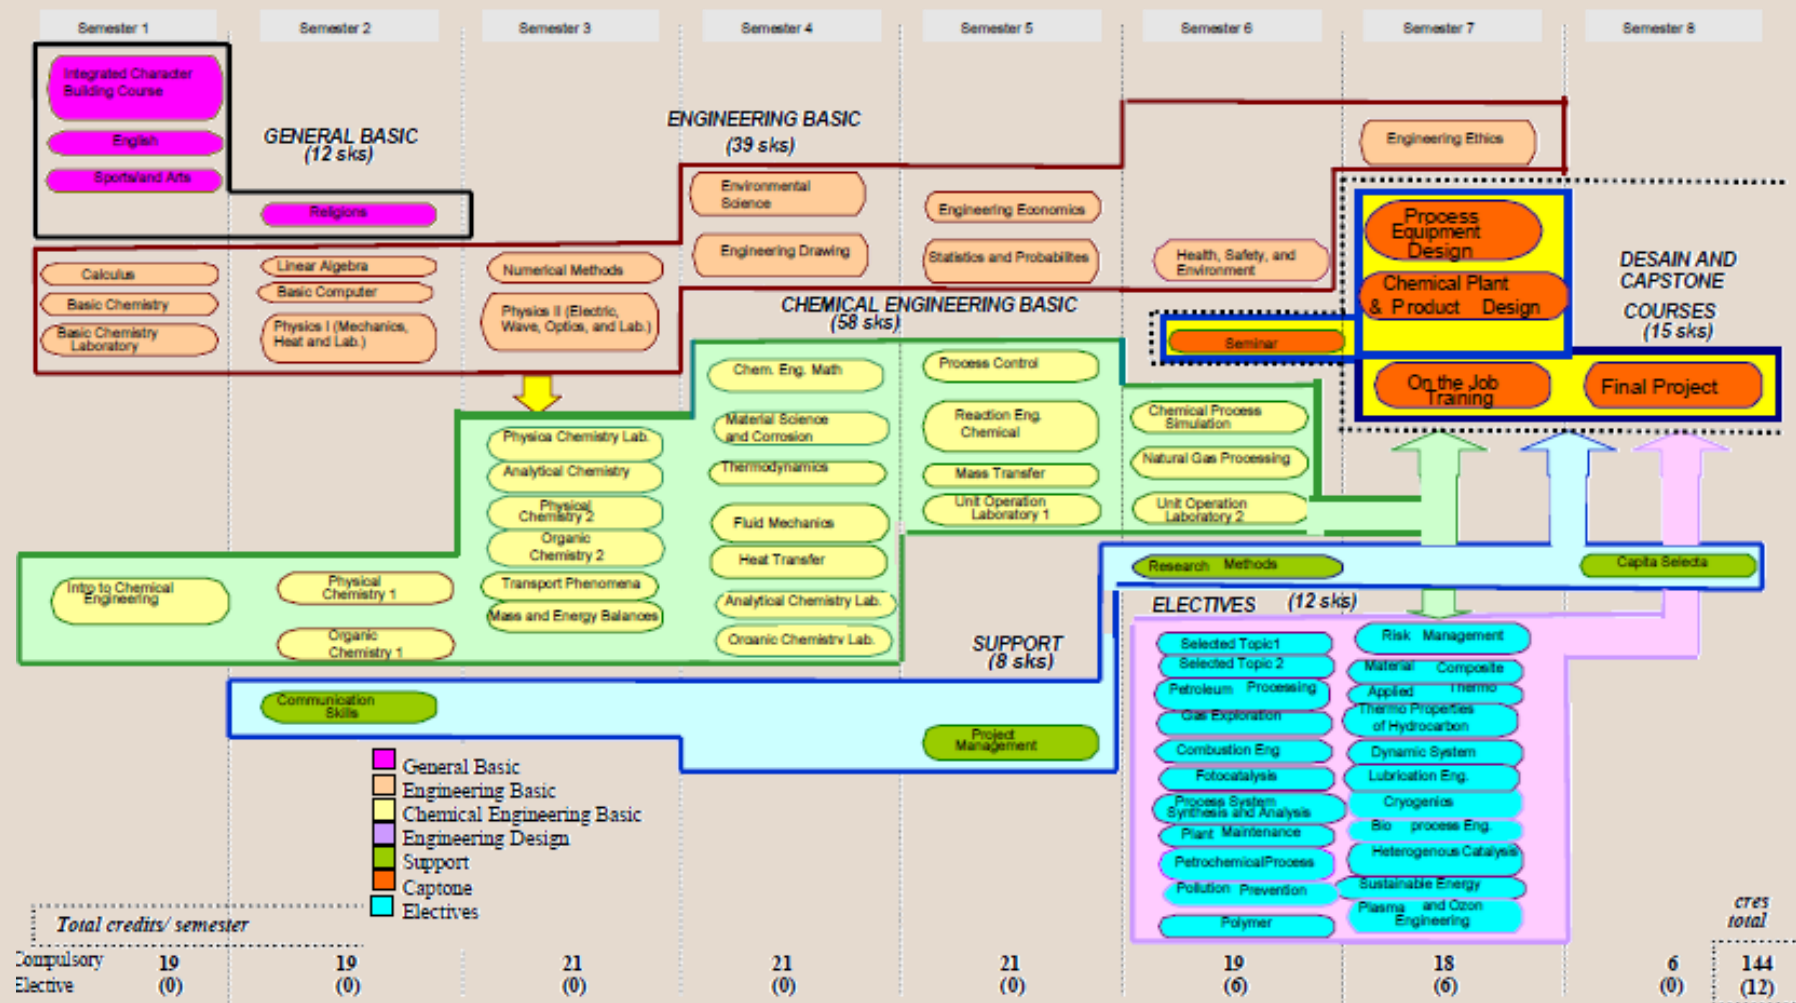 Semester 1
Semester 2
Semester 3
Semester 4
Semester 5
Semester 6
Semester 7
Semester 8
Integrated Character
Building Course
English
Sports/and Arts
GENERAL BASIC
(12 sks)
Religions
ENGINEERING BASIC
(39 sks)
Calculus
Basic Chemistry
Basic Chemistry
Laboratory
Linear Algebra
Basic Computer
Physics I (Mechanics,
Heat and Lab.)
Numerical Methods
Physics II (Electric,
Wave, Optics, and Lab.)
Environmental
Science
Engineering Drawing
Engineering Economics
Statistics and Probabilites
Health, Safety, and
Environment
Engineering Ethics
CHEMICAL ENGINEERING BASIC
(58 sks)
Intro to Chemical
Engineering
Physical
Chemistry 1
Organic
Chemistry 1
Physica Chemistry Lab.
Analytical Chemistry
Physical
Chemistry 2
Organic
Chemistry 2
Transport Phenomena
Mass and Energy Balances
Chem. Eng. Math
Material Science
and Corrosion
Thermodynamics
Fluid Mechanics
Heat Transfer
Analytical Chemistry Lab.
Organic Chemistry Lab.
Process Control
Reaction Eng.
Chemical
Mass Transfer
Unit Operation
Laboratory 1
Chemical Process
Simulation
Natural Gas Processing
Unit Operation
Laboratory 2
Seminar
Process
Equipment
Design
Chemical Plant
& Product Design
On the Job
Training
Final Project
DESAIN AND
CAPSTONE
COURSES
(15 sks)
SUPPORT
(8 sks)
Communication
Skills
Project
Management
Research Methods
Capita Selecta
ELECTIVES (12 sks)
Selected Topic1
Selected Topic 2
Petroleum Processing
Gas Exploration
Combustion Eng
Fotocatalysis
Process System
Synthesis and Analysis
Plant Maintenance
PetrochemicalProcess
Pollution Prevention
Polymer
Risk Management
Material Composite
Applied Thermo
Thermo Properties
of Hydrocarbon
Dynamic System
Lubrication Eng.
Cryogenics
Bio process Eng.
Heterogenous Catalysis
Sustainable Energy
Plasma and Ozon
Engineering
General Basic
Engineering Basic
Chemical Engineering Basic
Engineering Design
Support
Captone
Electives
Total credits/ semester
cres
total
Compulsory 19 19 21 21 21 19 18 6 144
Elective (0) (0) (0) (0) (0) (6) (6) (0) (12)